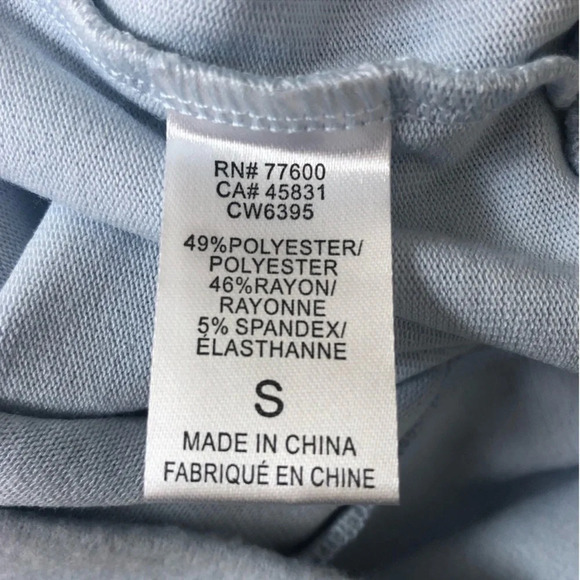 RN# 77600
CA# 45831
CW6395
49%POLYESTER/
POLYESTER
46%RAYON/
RAYONNE
5% SPANDEX/
ÉLASTHANNE
S
MADE IN CHINA
FABRIQUÉ EN CHINE